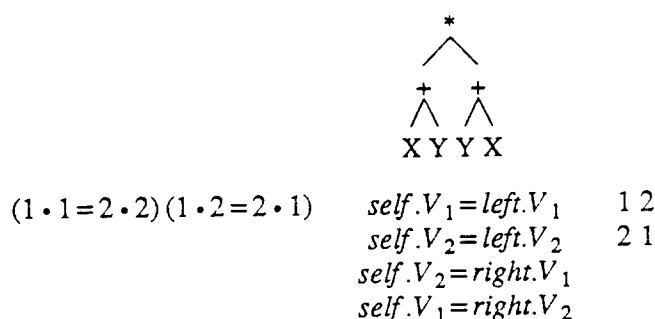 *
+ +
X Y Y X
(1 • 1=2 • 2)(1 • 2=2 • 1) self.V₁=left.V₁ 1 2
self.V₂=left.V₂ 2 1
self.V₂=right.V₁
self.V₁=right.V₂